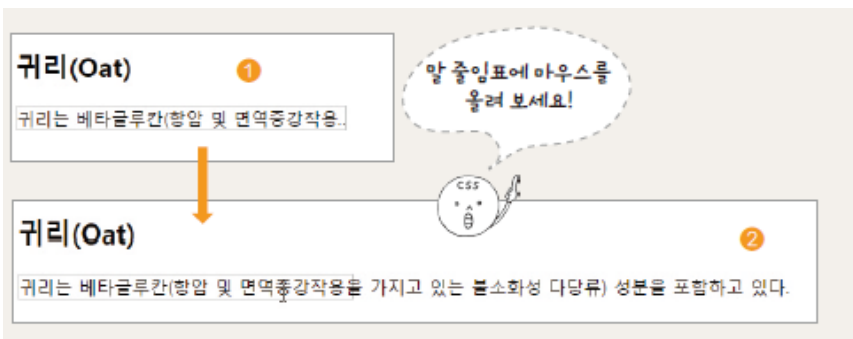 귀리(Oat)
1
귀리는 베타글루칸(항암 및 면역증강작용..
말 줄임표에 마우스를
올려 보세요!
CSS
귀리(Oat)
2
귀리는 베타글루칸(항암 및 면역증강작용을 가지고 있는 불소화성 다당류) 성분을 포함하고 있다.